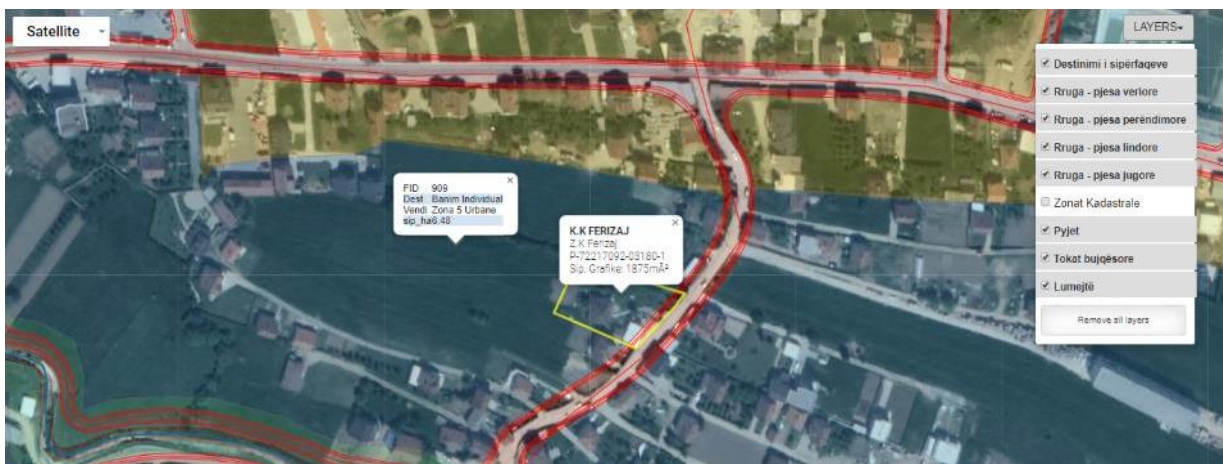 Satellite
LAYERS
Destinimi i sipërfaqeve
Rruga - pjesa veriore
Rruga - pjesa perëndimore
Rruga - pjesa lindore
Rruga - pjesa jugore
Zonat Kadastrale
Pyjet
Tokat bujqësore
Lumejtë
Remove all layers
FID 909
Dest Banim Individual
Vendi Zona 5 Urbane
sip_ha6.48
K.K FERIZAJ
Z.K Ferizaj
P-72217092-03180-1
Sip. Grafike: 1875mÂ²